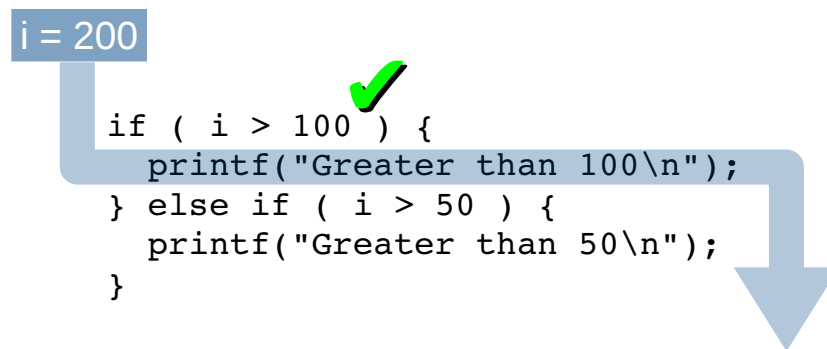 i = 200
if ( i > 100 ) {
  printf("Greater than 100\n");
} else if ( i > 50 ) {
  printf("Greater than 50\n");
}